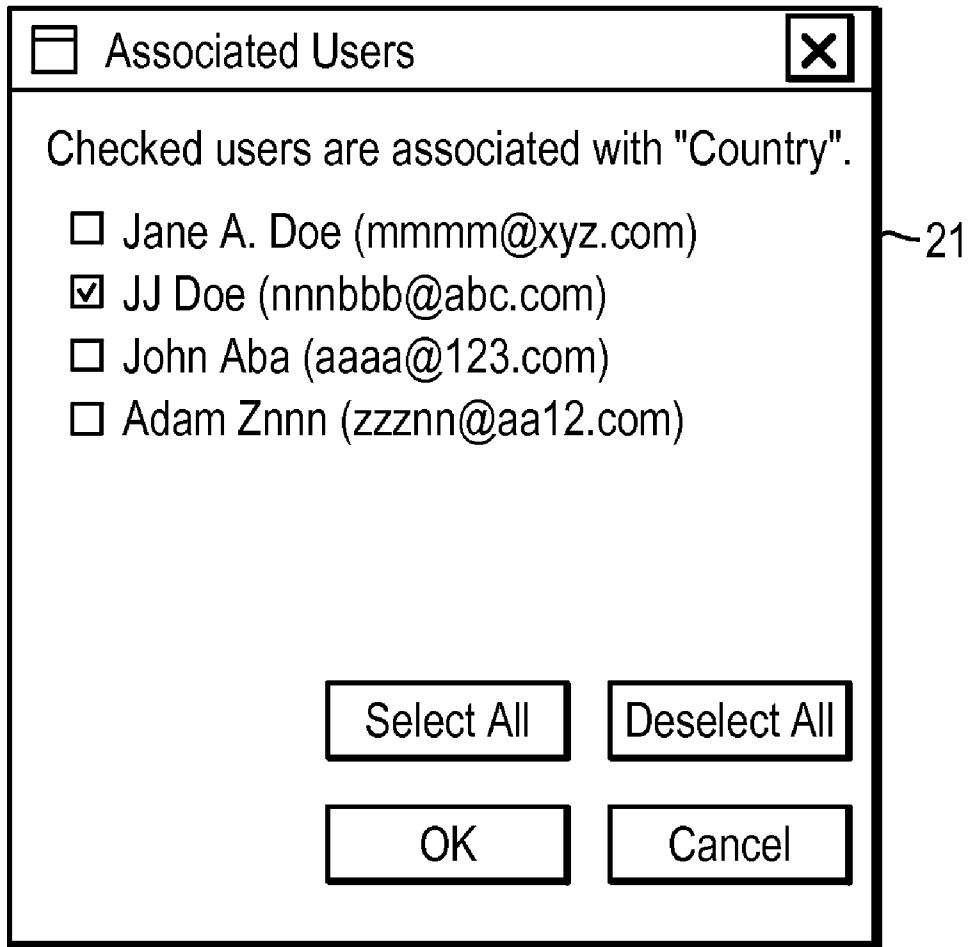 Associated Users
Checked users are associated with "Country".
Jane A. Doe (mmmm@xyz.com)
21
JJ Doe (nnnbbb@abc.com)
John Aba (aaaa@123.com)
Adam Znnn (zzznn@aa12.com)
Select All Deselect All
OK Cancel